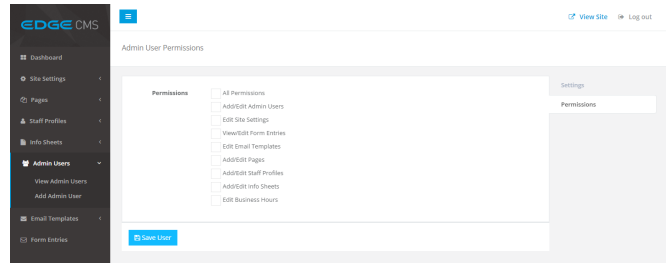 EDGE CMS
View Site
Log out
Dashboard
Site Settings
Pages
Staff Profiles
Info Sheets
Admin Users
View Admin Users
Add Admin User
Email Templates
Form Entries
Admin User Permissions
Permissions
All Permissions
Add/Edit Admin Users
Edit Site Settings
View/Edit Form Entries
Edit Email Templates
Add/Edit Pages
Add/Edit Staff Profiles
Add/Edit Info Sheets
Edit Business Hours
Save User
Settings
Permissions